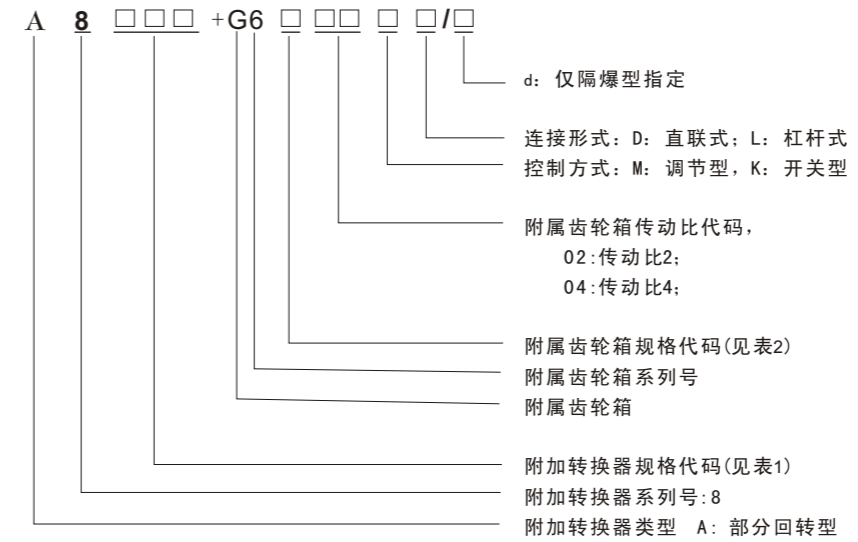 A 8 □□□ +G6 □ □□ □ □/□
d: 仅隔爆型指定
连接形式: D: 直联式; L: 杠杆式
控制方式: M: 调节型, K: 开关型
附属齿轮箱传动比代码,
02:传动比2;
04:传动比4;
附属齿轮箱规格代码(见表2)
附属齿轮箱系列号
附属齿轮箱
附加转换器规格代码(见表1)
附加转换器系列号:8
附加转换器类型 A: 部分回转型